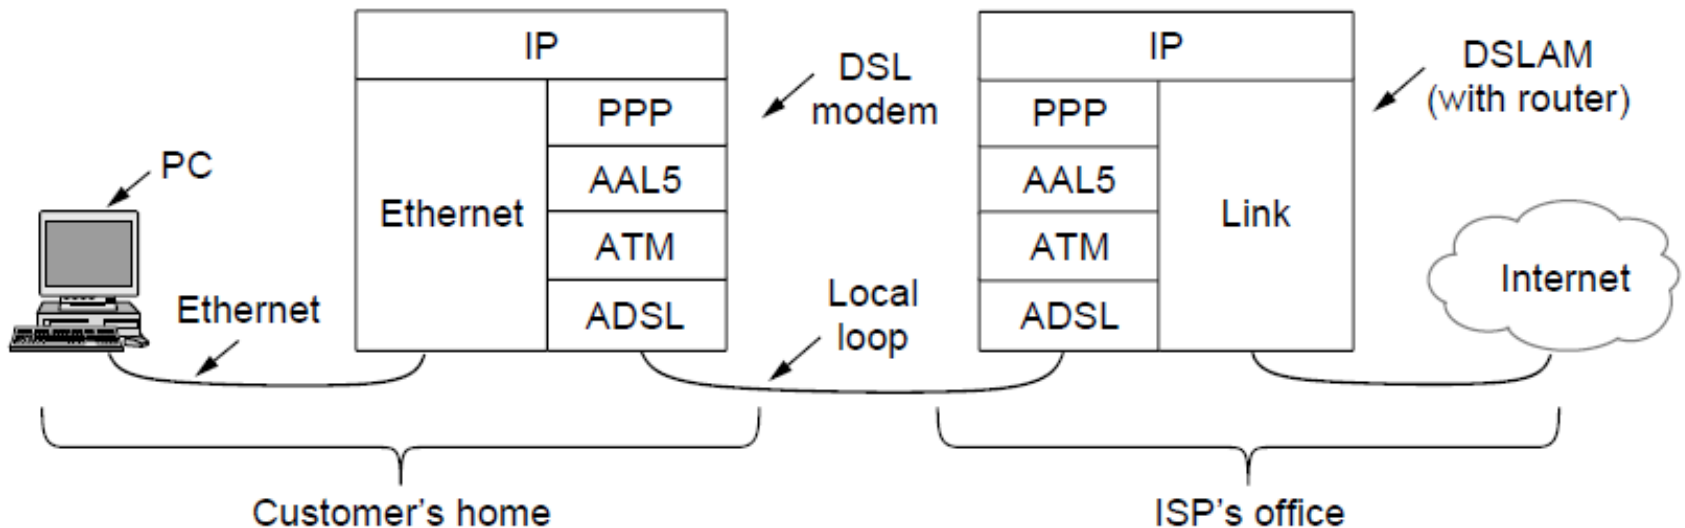 IP
IP
DSL
modem
DSLAM
(with router)
PC
Ethernet
PPP
AAL5
ATM
ADSL
PPP
AAL5
ATM
ADSL
Link
Internet
Ethernet
Local
loop
Customer's home
ISP's office